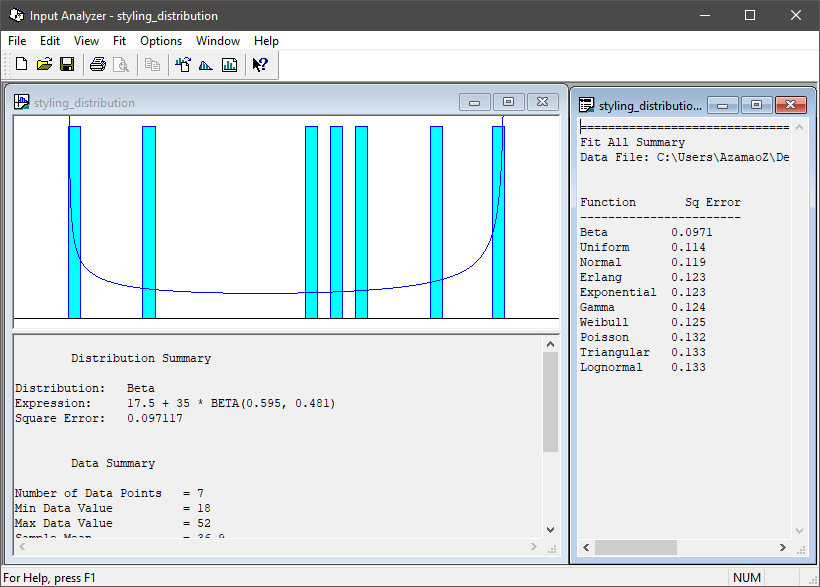 Input Analyzer - styling_distribution
File Edit View Fit Options Window Help
styling_distribution
Distribution Summary
Distribution: Beta
Expression: 17.5 + 35 * BETA(0.595, 0.481)
Square Error: 0.097117
Data Summary
Number of Data Points = 7
Min Data Value = 18
Max Data Value = 52
Sample Mean = 36.9
styling_distributio...
==============================
Fit All Summary
Data File: C:\Users\AzamaoZ\De
Function Sq Error
-----------------------
Beta 0.0971
Uniform 0.114
Normal 0.119
Erlang 0.123
Exponential 0.123
Gamma 0.124
Weibull 0.125
Poisson 0.132
Triangular 0.133
Lognormal 0.133
For Help, press F1
NUM